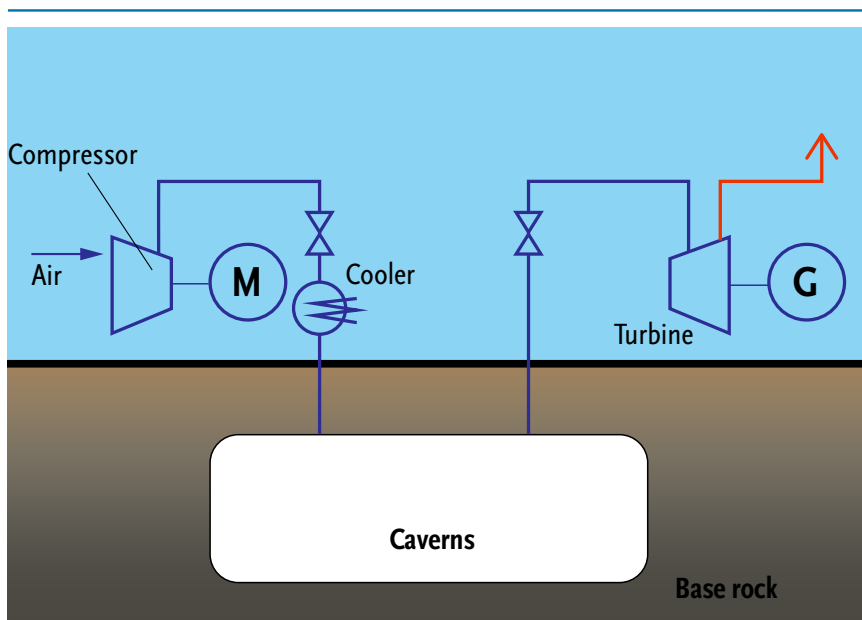 Compressor
Air
M
Cooler
G
Turbine
Caverns
Base rock